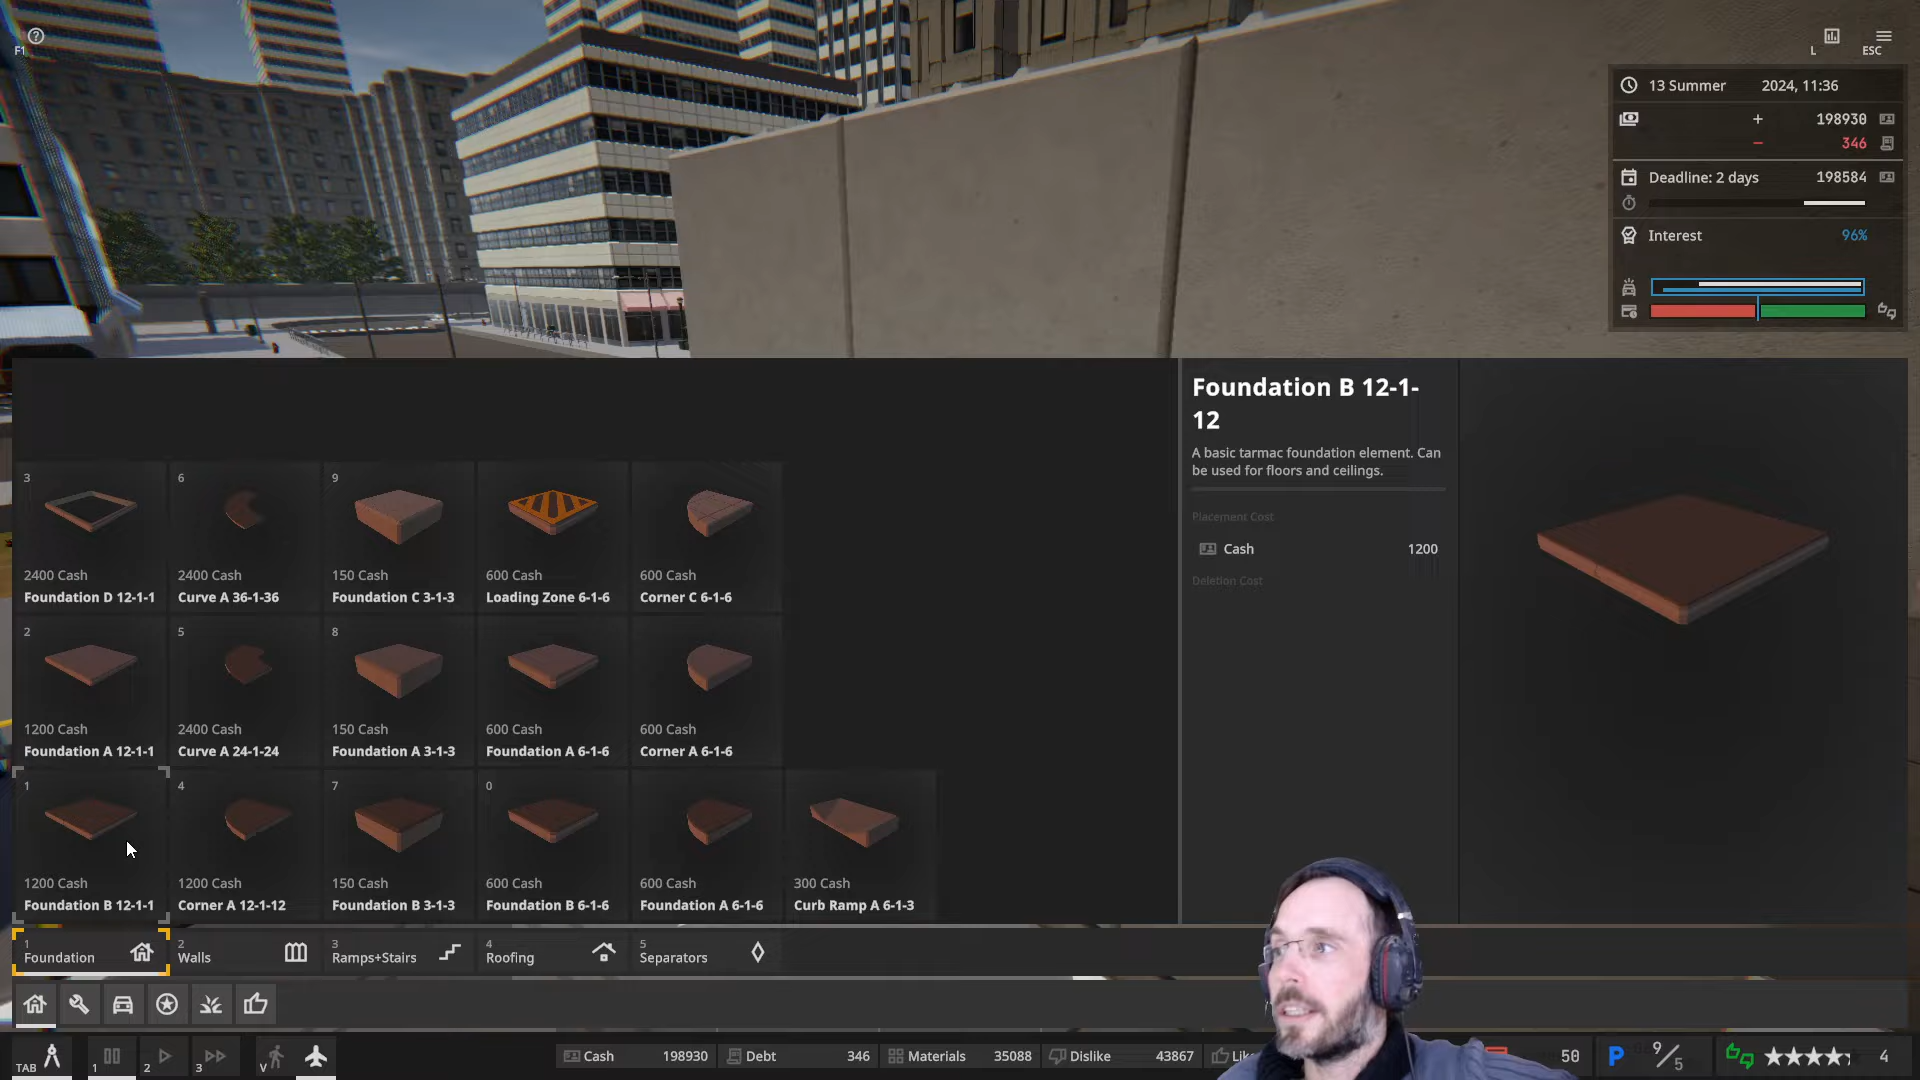 F1
L
ESC
13 Summer 2024, 11:36
+ 198930
− 346
Deadline: 2 days 198584
Interest 96%
3
2400 Cash
Foundation D 12-1-1
6
2400 Cash
Curve A 36-1-36
9
150 Cash
Foundation C 3-1-3
600 Cash
Loading Zone 6-1-6
600 Cash
Corner C 6-1-6
2
1200 Cash
Foundation A 12-1-1
5
2400 Cash
Curve A 24-1-24
8
150 Cash
Foundation A 3-1-3
600 Cash
Foundation A 6-1-6
600 Cash
Corner A 6-1-6
1
1200 Cash
Foundation B 12-1-1
4
1200 Cash
Corner A 12-1-12
7
150 Cash
Foundation B 3-1-3
0
600 Cash
Foundation B 6-1-6
600 Cash
Foundation A 6-1-6
300 Cash
Curb Ramp A 6-1-3
Foundation B 12-1-
12
A basic tarmac foundation element. Can
be used for floors and ceilings.
Placement Cost
Cash 1200
Deletion Cost
1
Foundation
2
Walls
3
Ramps+Stairs
4
Roofing
5
Separators
TAB
1
2
3
V
Cash 198930
Debt 346
Materials 35088
Dislike 43867
50
P 9/5
4